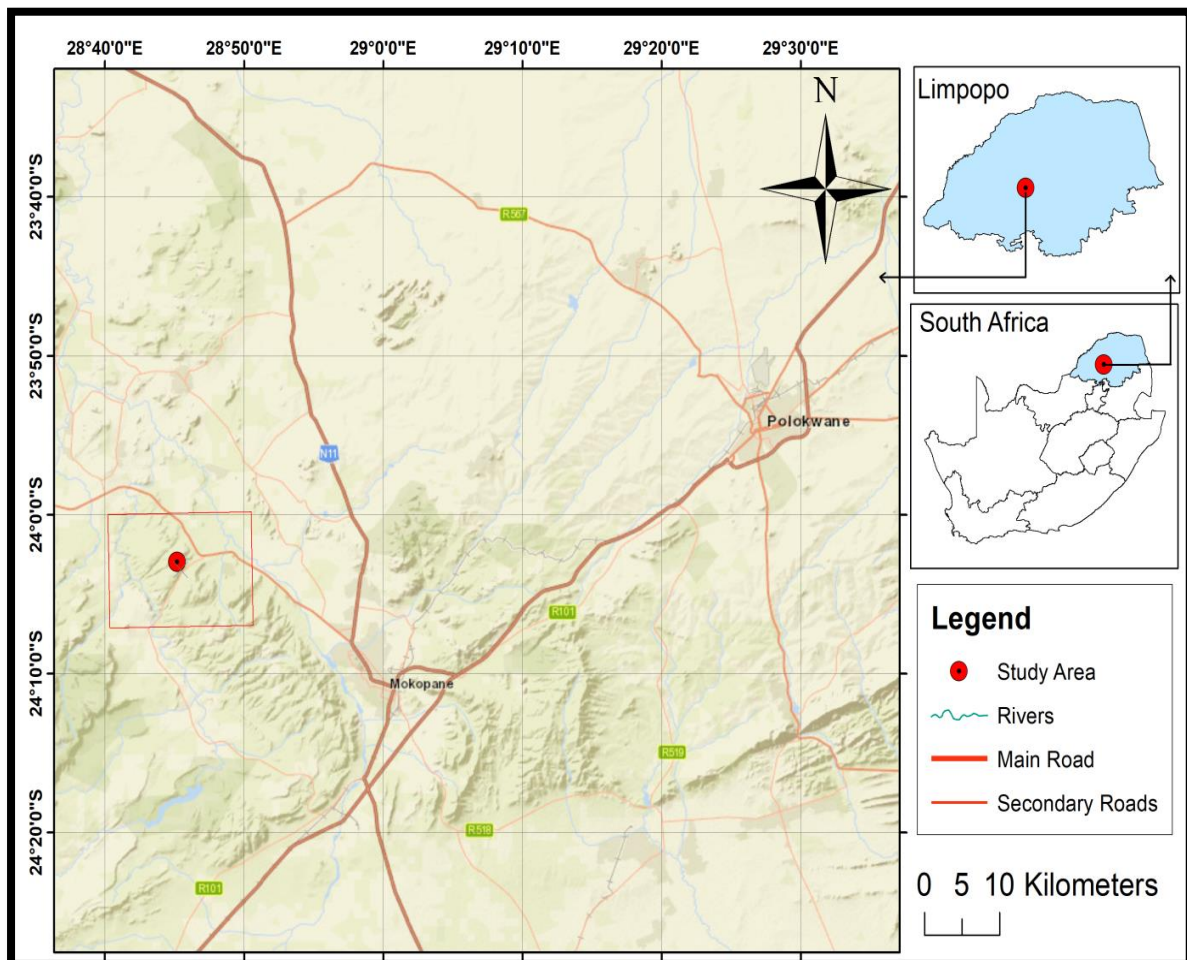 28°40'0"E 28°50'0"E 29°0'0"E 29°10'0"E 29°20'0"E 29°30'0"E
23°40'0"S
23°50'0"S
24°0'0"S
24°10'0"S
24°20'0"S
N
R567
Polokwane
N11
R101
Mokopane
R519
R518
R101
Limpopo
South Africa
Legend
Study Area
Rivers
Main Road
Secondary Roads
0 5 10 Kilometers